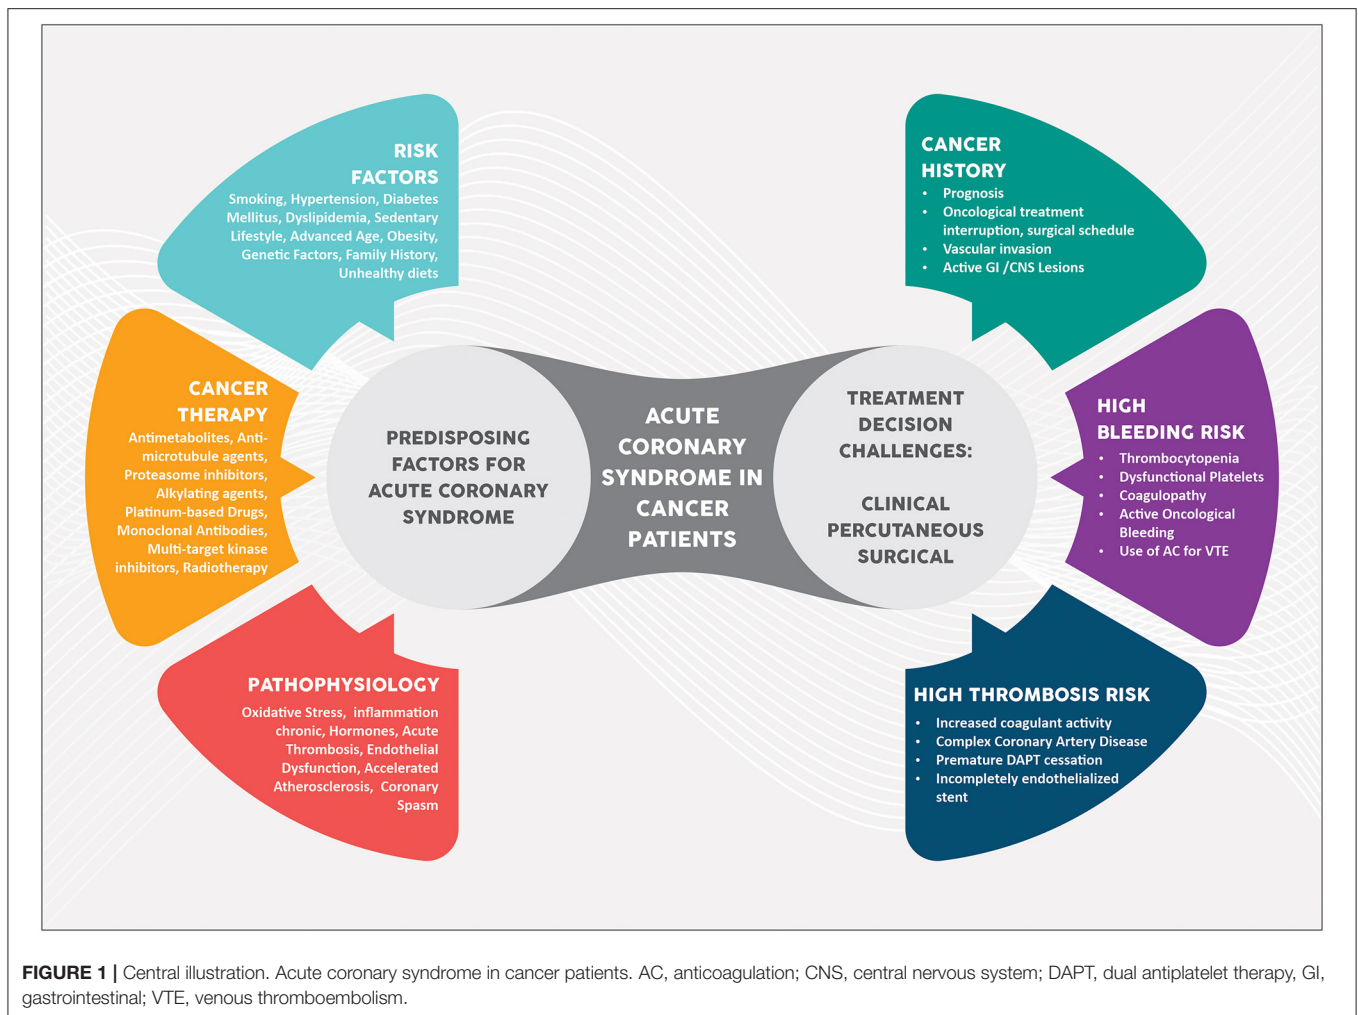 RISK
FACTORS
Smoking, Hypertension, Diabetes
Mellitus, Dyslipidemia, Sedentary
Lifestyle, Advanced Age, Obesity,
Genetic Factors, Family History,
Unhealthy diets
CANCER
THERAPY
Antimetabolites, Anti-
microtubule agents,
Proteasome inhibitors,
Alkylating agents,
Platinum-based Drugs,
Monoclonal Antibodies,
Multi-target kinase
inhibitors, Radiotherapy
PATHOPHYSIOLOGY
Oxidative Stress, inflammation
chronic, Hormones, Acute
Thrombosis, Endothelial
Dysfunction, Accelerated
Atherosclerosis, Coronary
Spasm
PREDISPOSING
FACTORS FOR
ACUTE CORONARY
SYNDROME
ACUTE
CORONARY
SYNDROME IN
CANCER
PATIENTS
TREATMENT
DECISION
CHALLENGES:
CLINICAL
PERCUTANEOUS
SURGICAL
CANCER
HISTORY
• Prognosis
• Oncological treatment
interruption, surgical schedule
• Vascular invasion
• Active GI /CNS Lesions
HIGH
BLEEDING RISK
• Thrombocytopenia
• Dysfunctional Platelets
• Coagulopathy
• Active Oncological
Bleeding
• Use of AC for VTE
HIGH THROMBOSIS RISK
• Increased coagulant activity
• Complex Coronary Artery Disease
• Premature DAPT cessation
• Incompletely endothelialized
stent
FIGURE 1 | Central illustration. Acute coronary syndrome in cancer patients. AC, anticoagulation; CNS, central nervous system; DAPT, dual antiplatelet therapy, GI,
gastrointestinal; VTE, venous thromboembolism.